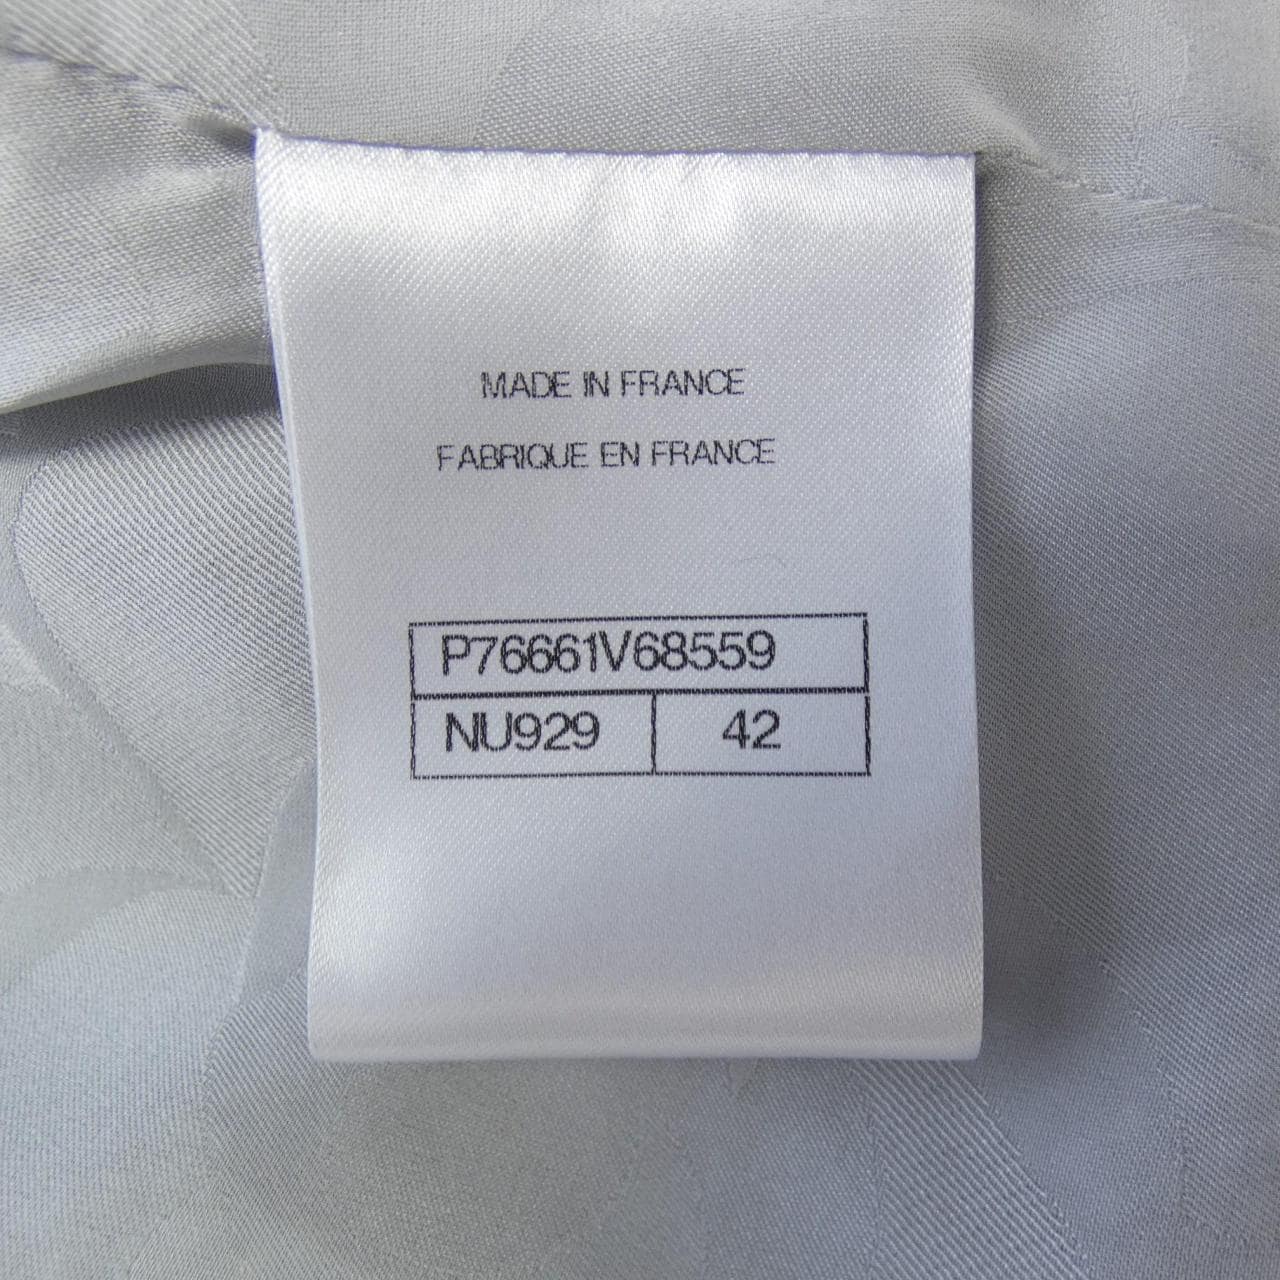 MADE IN FRANCE
FABRIQUE EN FRANCE
P76661V68559
NU929 42